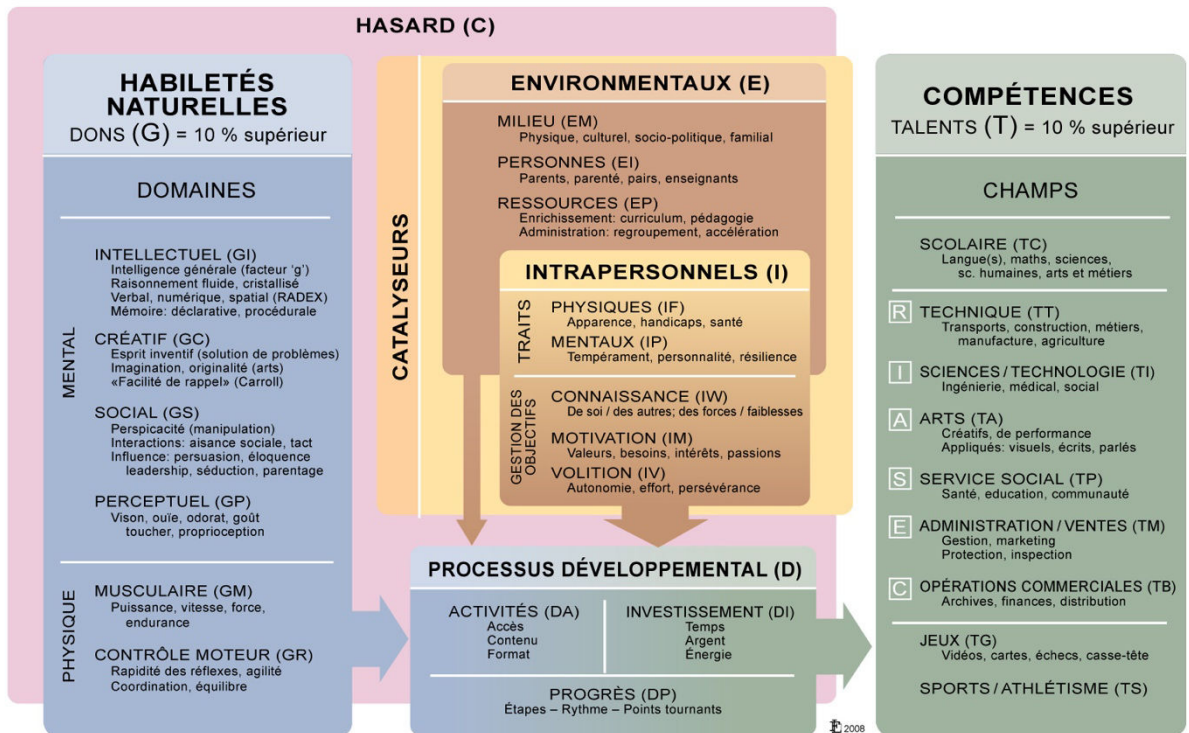 HASARD (C)
HABILETÉS
NATURELLES
DONS (G) = 10 % supérieur
DOMAINES
MENTAL
INTELLECTUEL (GI)
Intelligence générale (facteur ‘g’)
Raisonnement fluide, cristallisé
Verbal, numérique, spatial (RADEX)
Mémoire: déclarative, procédurale
CRÉATIF (GC)
Esprit inventif (solution de problèmes)
Imagination, originalité (arts)
«Facilité de rappel» (Carroll)
SOCIAL (GS)
Perspicacité (manipulation)
Interactions: aisance sociale, tact
Influence: persuasion, éloquence
leadership, séduction, parentage
PERCEPTUEL (GP)
Vison, ouïe, odorat, goût
toucher, proprioception
PHYSIQUE
MUSCULAIRE (GM)
Puissance, vitesse, force,
endurance
CONTRÔLE MOTEUR (GR)
Rapidité des réflexes, agilité
Coordination, équilibre
CATALYSEURS
ENVIRONMENTAUX (E)
MILIEU (EM)
Physique, culturel, socio-politique, familial
PERSONNES (EI)
Parents, parenté, pairs, enseignants
RESSOURCES (EP)
Enrichissement: curriculum, pédagogie
Administration: regroupement, accélération
INTRAPERSONNELS (I)
TRAITS
PHYSIQUES (IF)
Apparence, handicaps, santé
MENTAUX (IP)
Tempérament, personnalité, résilience
GESTION DES
OBJECTIFS
CONNAISSANCE (IW)
De soi / des autres; des forces / faiblesses
MOTIVATION (IM)
Valeurs, besoins, intérêts, passions
VOLITION (IV)
Autonomie, effort, persévérance
PROCESSUS DÉVELOPPEMENTAL (D)
ACTIVITÉS (DA)
Accès
Contenu
Format
INVESTISSEMENT (DI)
Temps
Argent
Énergie
PROGRÈS (DP)
Étapes – Rythme – Points tournants
2008
COMPÉTENCES
TALENTS (T) = 10 % supérieur
CHAMPS
SCOLAIRE (TC)
Langue(s), maths, sciences,
sc. humaines, arts et métiers
R TECHNIQUE (TT)
Transports, construction, métiers,
manufacture, agriculture
I SCIENCES / TECHNOLOGIE (TI)
Ingénierie, médical, social
A ARTS (TA)
Créatifs, de performance
Appliqués: visuels, écrits, parlés
S SERVICE SOCIAL (TP)
Santé, education, communauté
E ADMINISTRATION / VENTES (TM)
Gestion, marketing
Protection, inspection
C OPÉRATIONS COMMERCIALES (TB)
Archives, finances, distribution
JEUX (TG)
Vidéos, cartes, échecs, casse-tête
SPORTS / ATHLÉTISME (TS)